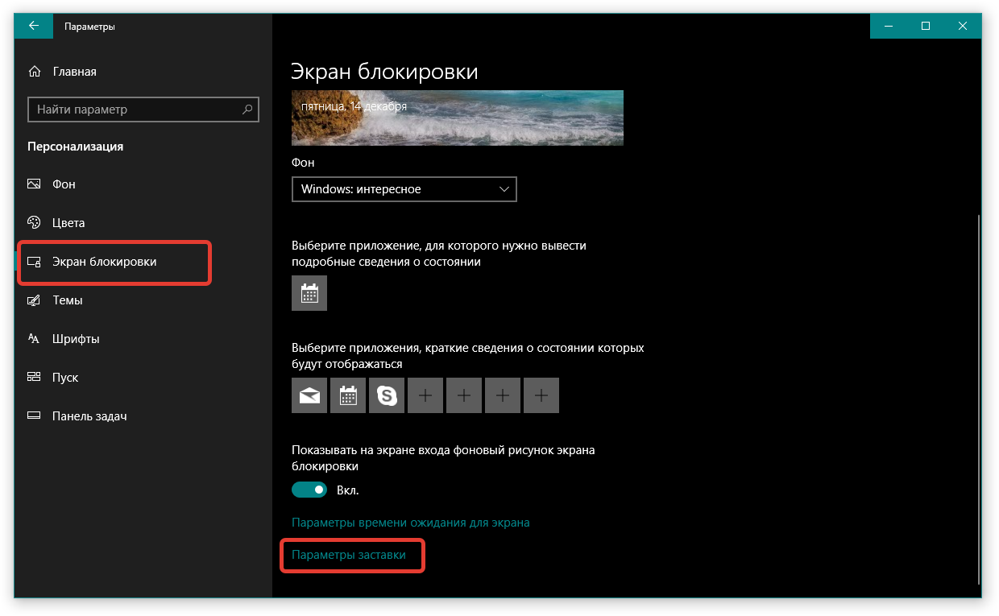 Параметры
Главная
Найти параметр
Персонализация
Фон
Цвета
Экран блокировки
Темы
Шрифты
Пуск
Панель задач
Экран блокировки
пятница, 14 декабря
Фон
Windows: интересное
Выберите приложение, для которого нужно вывести
подробные сведения о состоянии
Выберите приложения, краткие сведения о состоянии которых
будут отображаться
Показывать на экране входа фоновый рисунок экрана
блокировки
Вкл.
Параметры времени ожидания для экрана
Параметры заставки